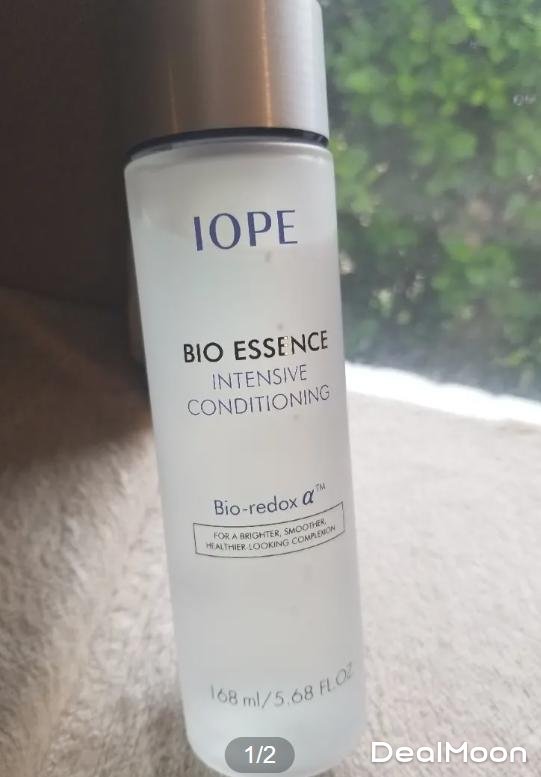 IOPE
BIO ESSENCE
INTENSIVE
CONDITIONING
Bio-redox α™
FOR A BRIGHTER, SMOOTHER,
HEALTHIER-LOOKING COMPLEXION
168 ml/5.68 FL.OZ
1/2
DealMoon